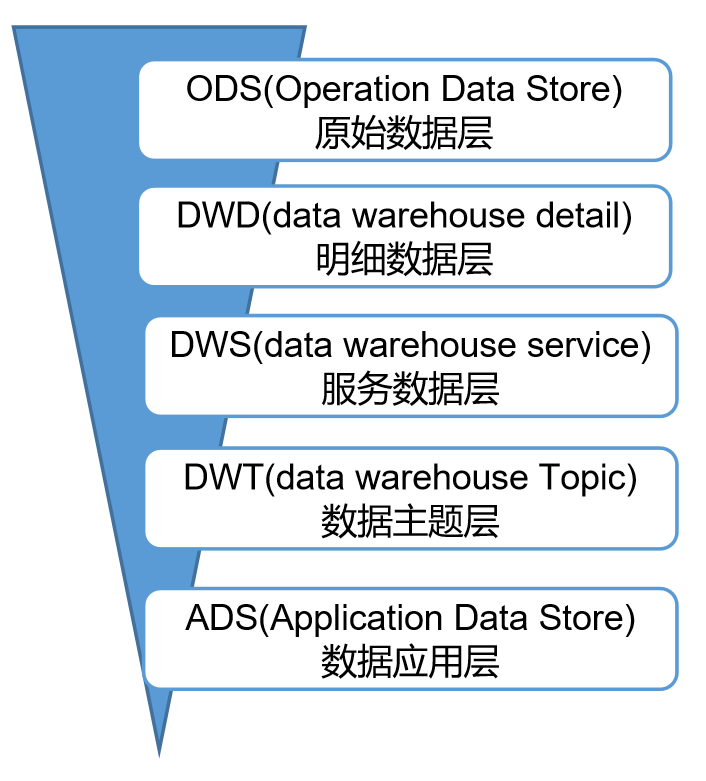 ODS(Operation Data Store)
原始数据层
DWD(data warehouse detail)
明细数据层
DWS(data warehouse service)
服务数据层
DWT(data warehouse Topic)
数据主题层
ADS(Application Data Store)
数据应用层